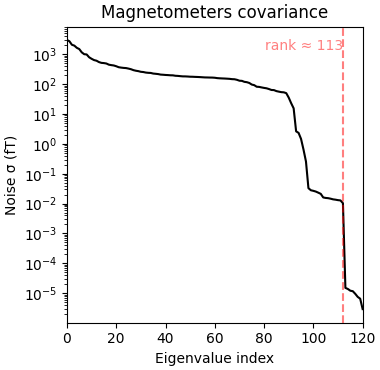 Magnetometers covariance
rank ≈ 113
Noise σ (fT)
10³
10²
10¹
10⁰
10⁻¹
10⁻²
10⁻³
10⁻⁴
10⁻⁵
0 20 40 60 80 100 120
Eigenvalue index